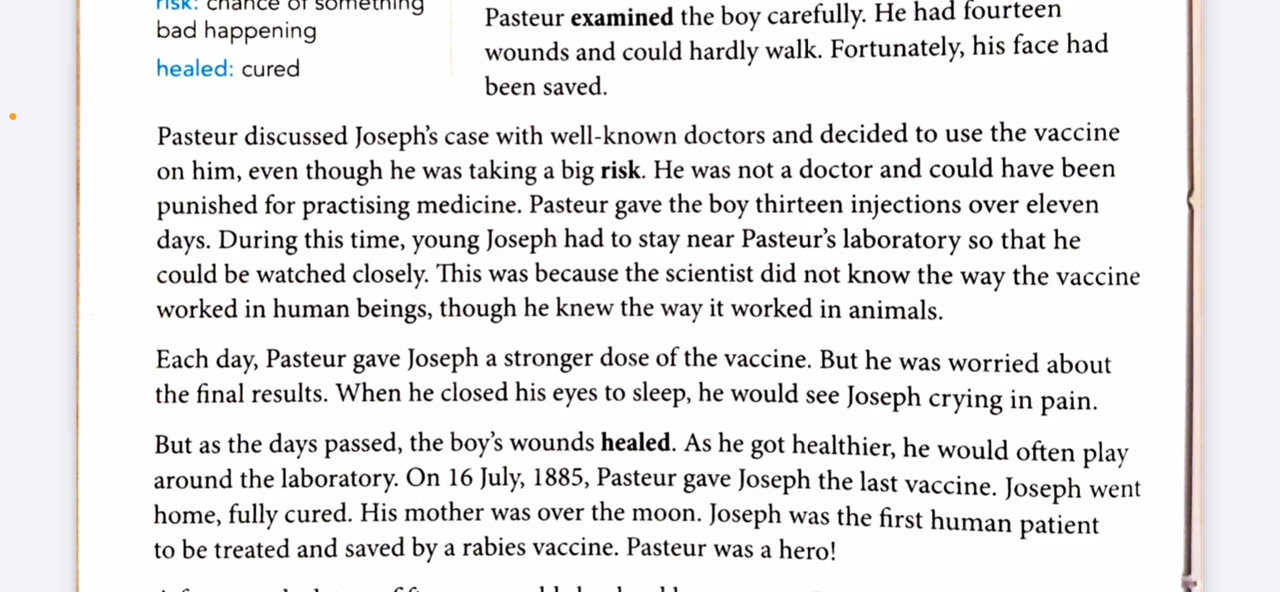 risk: chance of something
bad happening
healed: cured
Pasteur examined the boy carefully. He had fourteen
wounds and could hardly walk. Fortunately, his face had
been saved.
Pasteur discussed Joseph's case with well-known doctors and decided to use the vaccine
on him, even though he was taking a big risk. He was not a doctor and could have been
punished for practising medicine. Pasteur gave the boy thirteen injections over eleven
days. During this time, young Joseph had to stay near Pasteur's laboratory so that he
could be watched closely. This was because the scientist did not know the way the vaccine
worked in human beings, though he knew the way it worked in animals.
Each day, Pasteur gave Joseph a stronger dose of the vaccine. But he was worried about
the final results. When he closed his eyes to sleep, he would see Joseph crying in pain.
But as the days passed, the boy's wounds healed. As he got healthier, he would often play
around the laboratory. On 16 July, 1885, Pasteur gave Joseph the last vaccine. Joseph went
home, fully cured. His mother was over the moon. Joseph was the first human patient
to be treated and saved by a rabies vaccine. Pasteur was a hero!